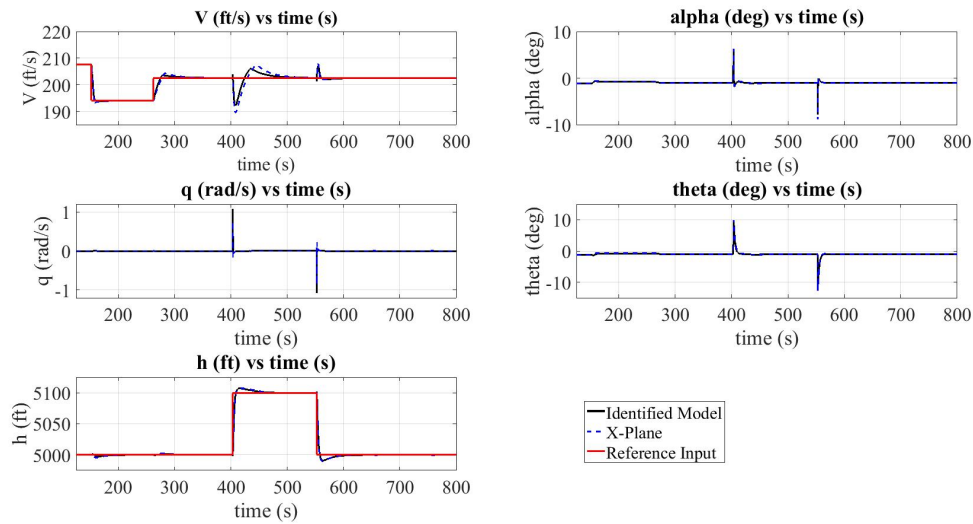 V (ft/s) vs time (s)
V (ft/s)
220
210
200
190
200
300
400
500
600
700
800
time (s)
alpha (deg) vs time (s)
alpha (deg)
10
0
-10
200
300
400
500
600
700
800
time (s)
q (rad/s) vs time (s)
q (rad/s)
1
0
-1
200
300
400
500
600
700
800
time (s)
theta (deg) vs time (s)
theta (deg)
10
0
-10
200
300
400
500
600
700
800
time (s)
h (ft) vs time (s)
h (ft)
5100
5050
5000
200
300
400
500
600
700
800
time (s)
Identified Model
X-Plane
Reference Input